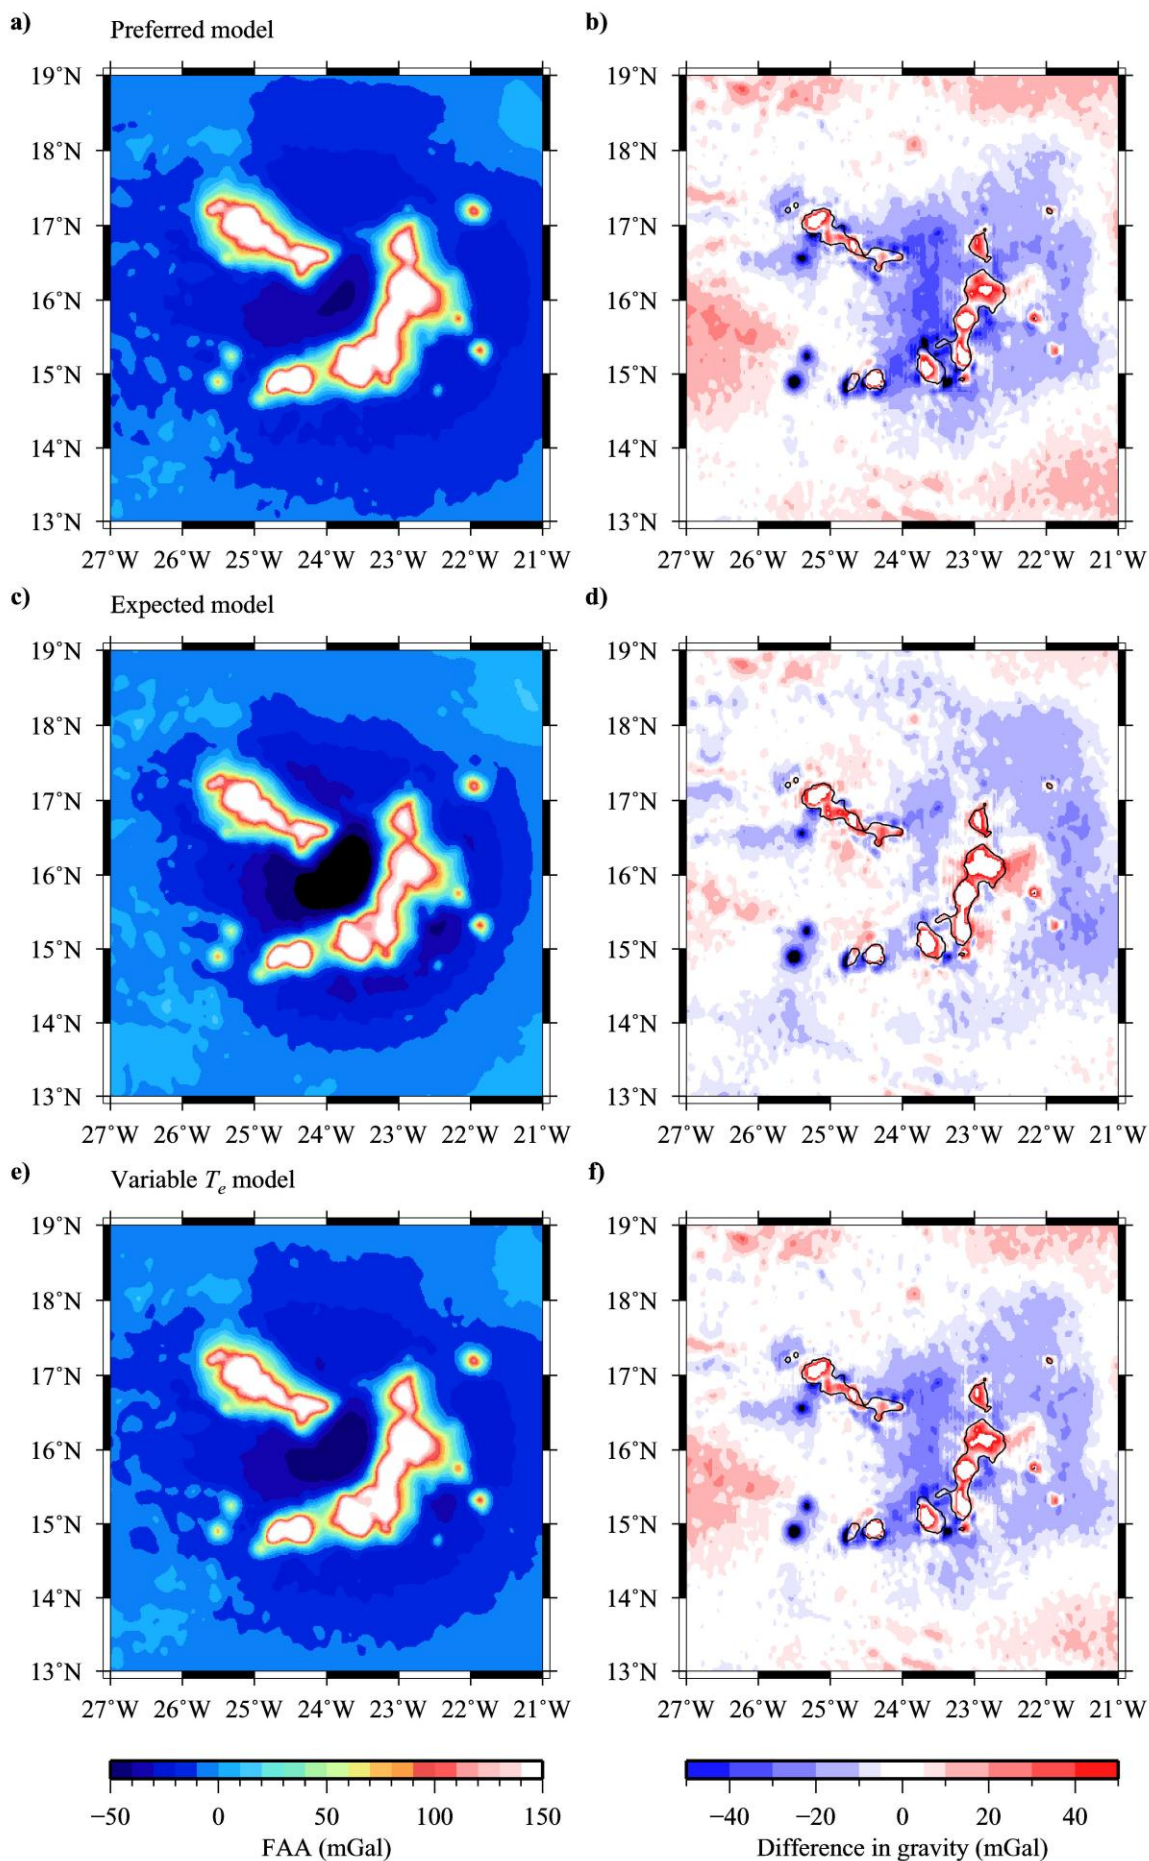 a) Preferred model b)
19°N 19°N
18°N 18°N
17°N 17°N
16°N 16°N
15°N 15°N
14°N 14°N
13°N 13°N
27°W 26°W 25°W 24°W 23°W 22°W 21°W 27°W 26°W 25°W 24°W 23°W 22°W 21°W
c) Expected model d)
19°N 19°N
18°N 18°N
17°N 17°N
16°N 16°N
15°N 15°N
14°N 14°N
13°N 13°N
27°W 26°W 25°W 24°W 23°W 22°W 21°W 27°W 26°W 25°W 24°W 23°W 22°W 21°W
e) Variable Te model f)
19°N 19°N
18°N 18°N
17°N 17°N
16°N 16°N
15°N 15°N
14°N 14°N
13°N 13°N
27°W 26°W 25°W 24°W 23°W 22°W 21°W 27°W 26°W 25°W 24°W 23°W 22°W 21°W
−50 0 50 100 150 −40 −20 0 20 40
FAA (mGal) Difference in gravity (mGal)